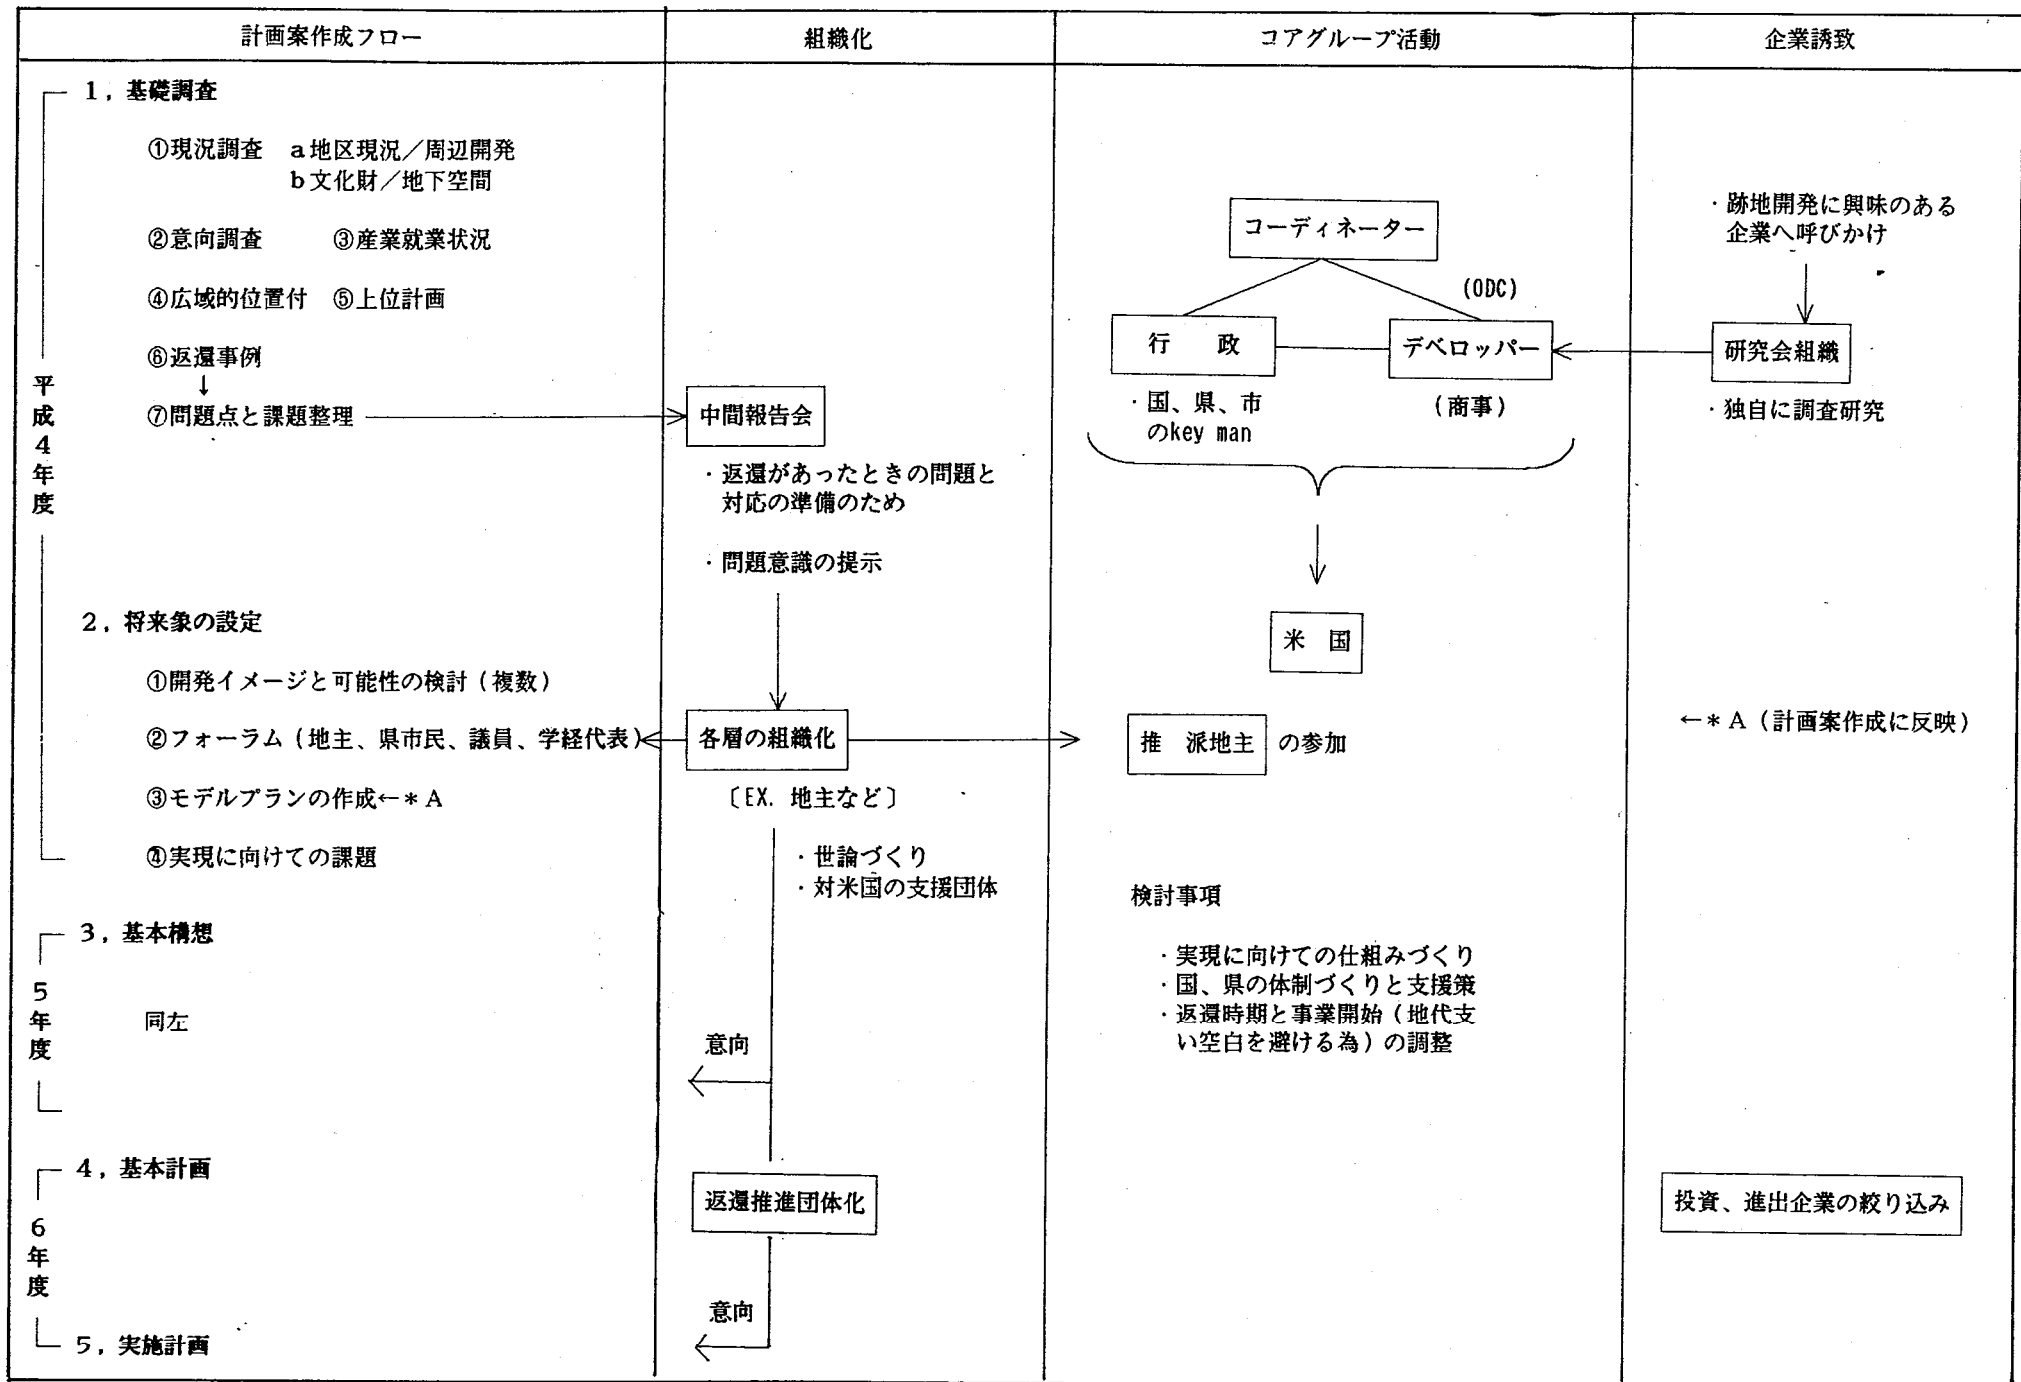 計画案作成フロー
組織化
コアグループ活動
企業誘致
平成4年度
1，基礎調査
①現況調査　a地区現況／周辺開発
b文化財／地下空間
②意向調査　③産業就業状況
④広域的位置付　⑤上位計画
⑥返還事例
↓
⑦問題点と課題整理
2，将来象の設定
①開発イメージと可能性の検討（複数）
②フォーラム（地主、県市民、議員、学経代表）
③モデルプランの作成←＊A
④実現に向けての課題
5年度
3，基本構想
同左
6年度
4，基本計画
5，実施計画
中間報告会
・返還があったときの問題と
対応の準備のため
・問題意識の提示
各層の組織化
〔EX. 地主など〕
・世論づくり
・対米国の支援団体
意向
返還推進団体化
意向
コーディネーター
(ODC)
行　政
デベロッパー
・国、県、市
のkey man
（商事）
米　国
推　派地主　の参加
検討事項
・実現に向けての仕組みづくり
・国、県の体制づくりと支援策
・返還時期と事業開始（地代支
い空白を避ける為）の調整
・跡地開発に興味のある
企業へ呼びかけ
研究会組織
・独自に調査研究
←＊A（計画案作成に反映）
投資、進出企業の絞り込み